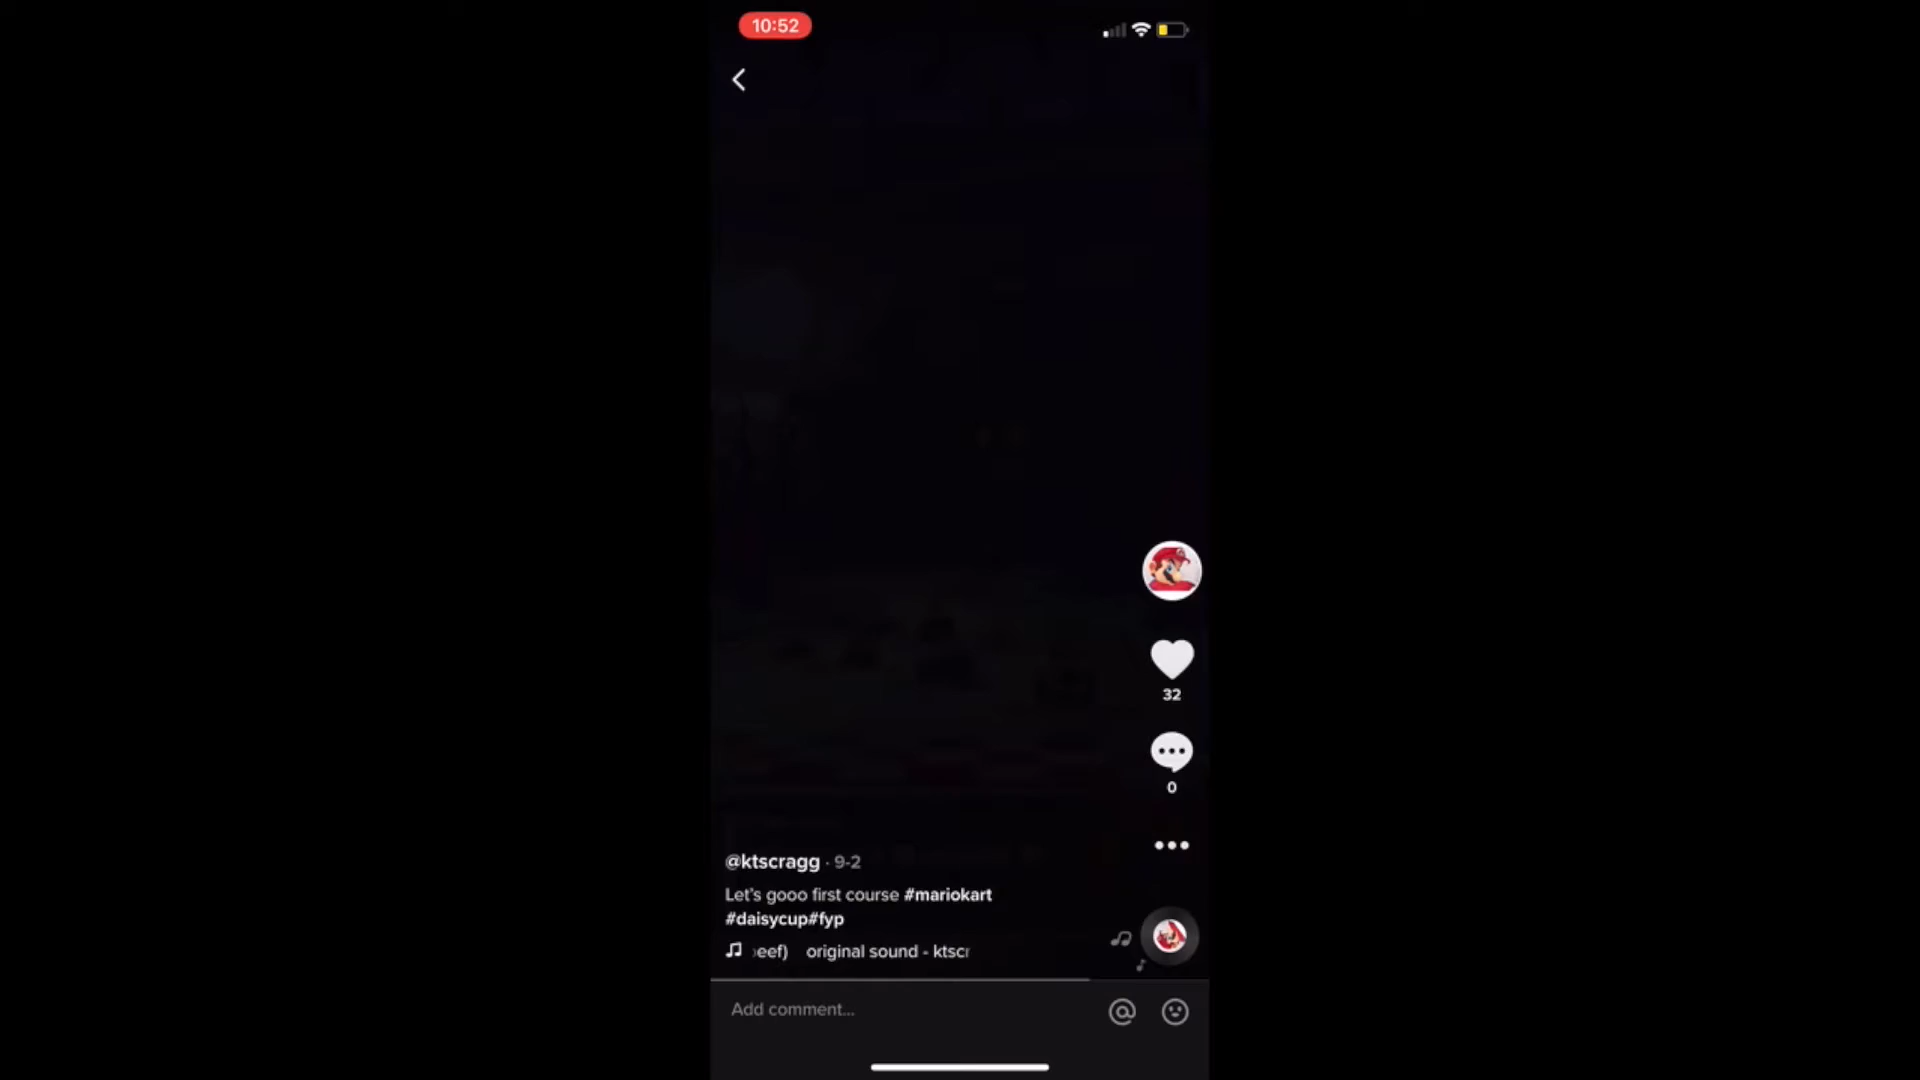 10:52
32
0
@ktscragg · 9-2
Let's gooo first course #mariokart
#daisycup#fyp
eef) original sound - ktscr
Add comment...